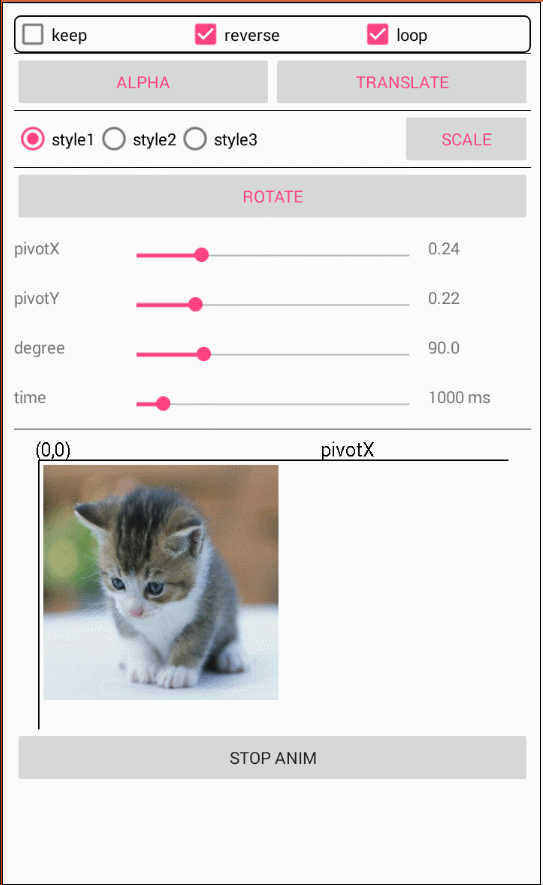 keep reverse loop
ALPHA TRANSLATE
style1 style2 style3 SCALE
ROTATE
pivotX 0.24
pivotY 0.22
degree 90.0
time 1000 ms
(0,0) pivotX
STOP ANIM